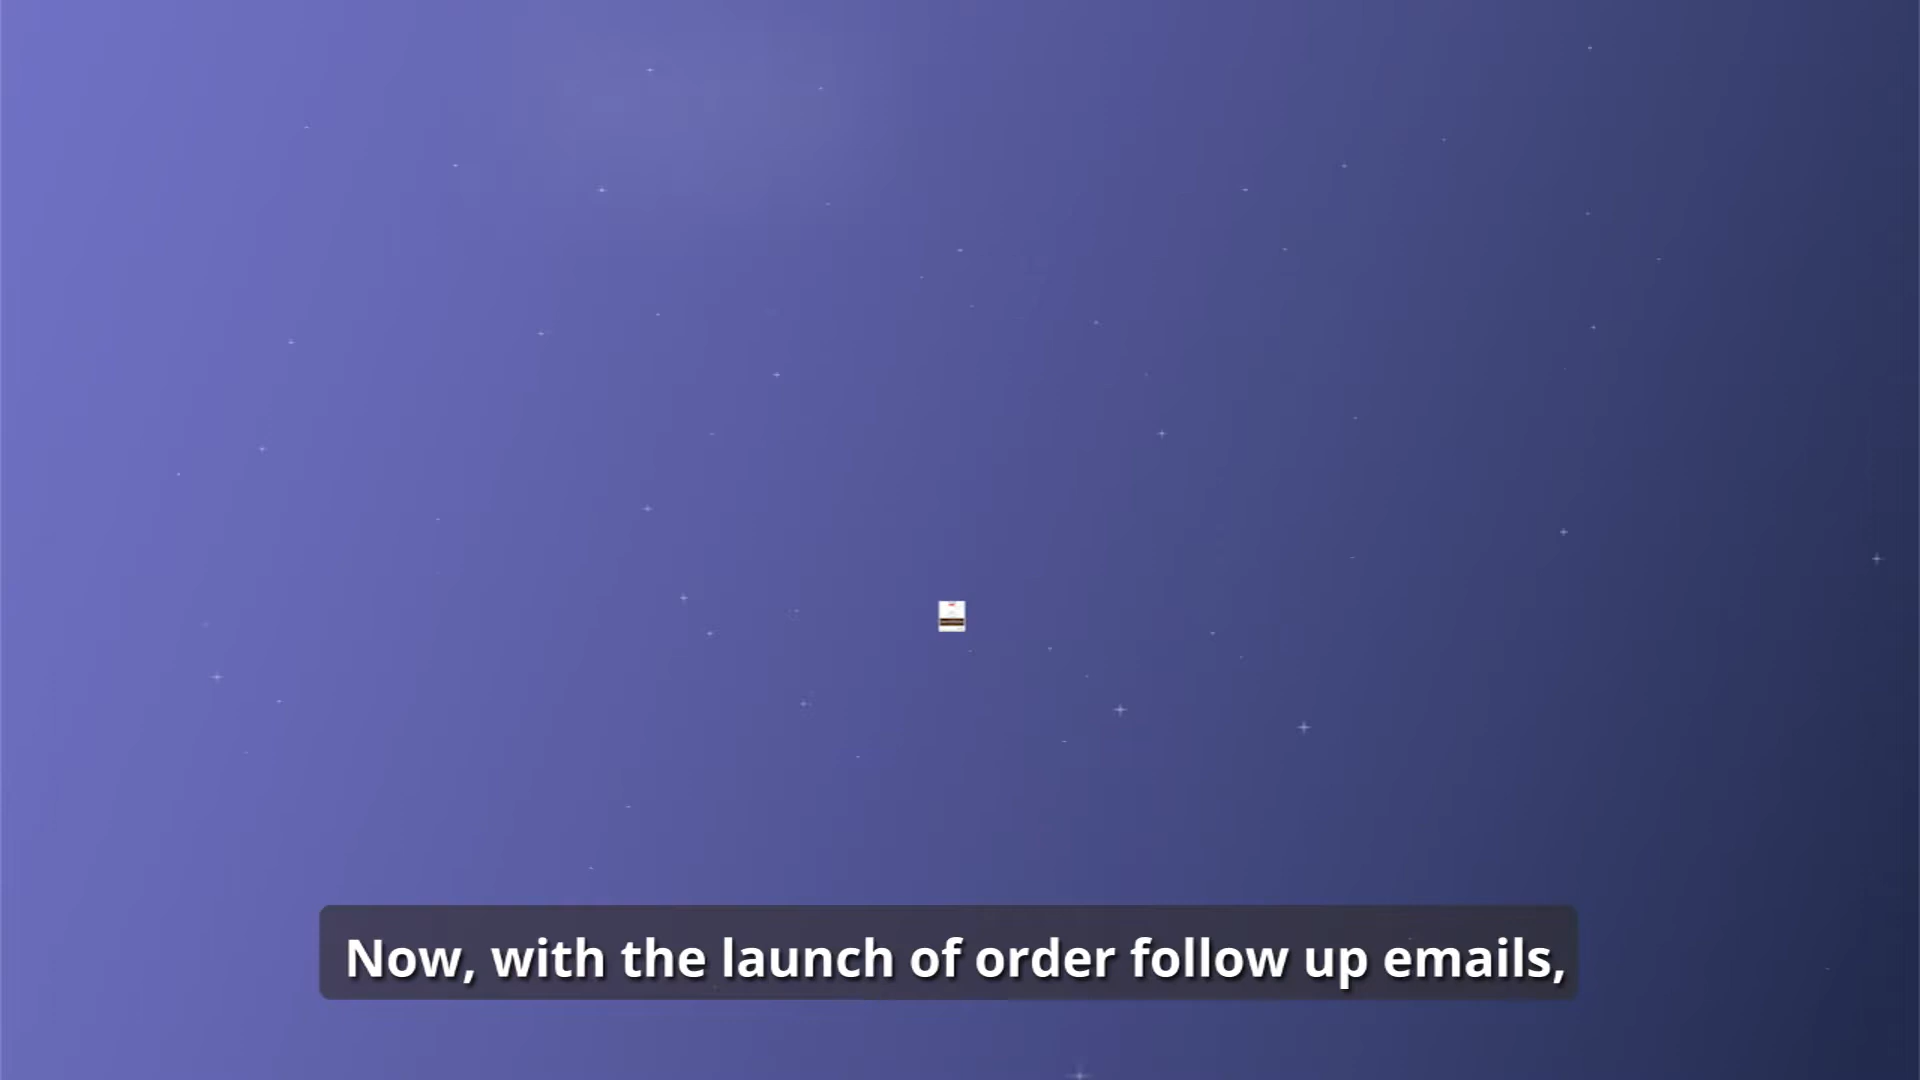 Now, with the launch of order follow up emails,